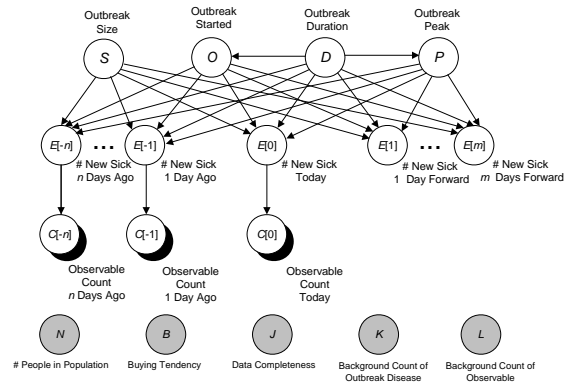 Outbreak Size
Outbreak Started
Outbreak Duration
Outbreak Peak
S
O
D
P
E[-n]
...
E[-1]
E[0]
E[1]
...
E[m]
# New Sick
n Days Ago
# New Sick
1 Day Ago
# New Sick
Today
# New Sick
1 Day Forward
# New Sick
m Days Forward
C[-n]
C[-1]
C[0]
Observable
Count
n Days Ago
Observable
Count
1 Day Ago
Observable
Count
Today
N
B
J
K
L
# People in Population
Buying Tendency
Data Completeness
Background Count of
Outbreak Disease
Background Count of
Observable